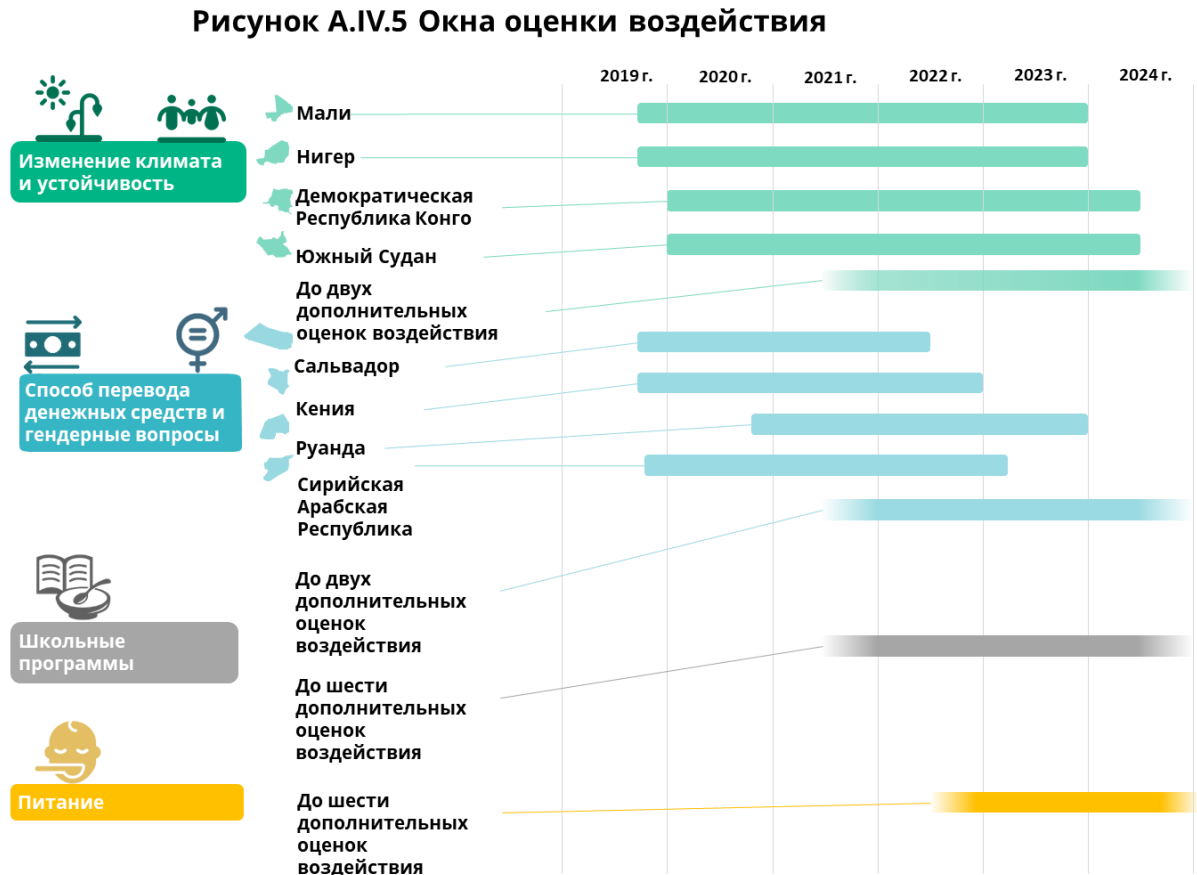 Рисунок A.IV.5 Окна оценки воздействия
2019 г.
2020 г.
2021 г.
2022 г.
2023 г.
2024 г.
Изменение климата
и устойчивость
Мали
Нигер
Демократическая
Республика Конго
Южный Судан
До двух
дополнительных
оценок воздействия
Способ перевода
денежных средств и
гендерные вопросы
Сальвадор
Кения
Руанда
Сирийская
Арабская
Республика
До двух
дополнительных
оценок
воздействия
Школьные
программы
До шести
дополнительных
оценок
воздействия
Питание
До шести
дополнительных
оценок
воздействия